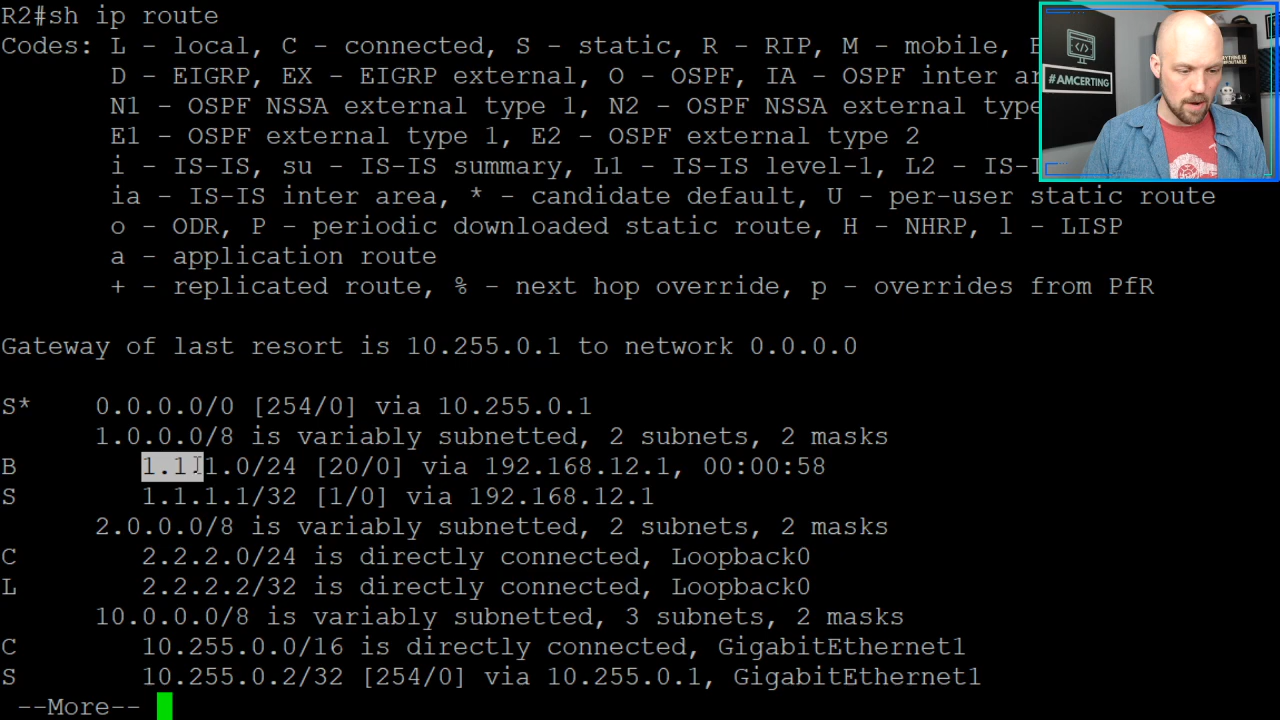 R2#sh ip route
Codes: L - local, C - connected, S - static, R - RIP, M - mobile,
D - EIGRP, EX - EIGRP external, O - OSPF, IA - OSPF inter
N1 - OSPF NSSA external type 1, N2 - OSPF NSSA external type
E1 - OSPF external type 1, E2 - OSPF external type 2
i - IS-IS, su - IS-IS summary, L1 - IS-IS level-1, L2 -
ia - IS-IS inter area, * - candidate default, U - per-user static route
o - ODR, P - periodic downloaded static route, H - NHRP, l - LISP
a - application route
+ - replicated route, % - next hop override, p - overrides from PfR
Gateway of last resort is 10.255.0.1 to network 0.0.0.0
S* 0.0.0.0/0 [254/0] via 10.255.0.1
1.0.0.0/8 is variably subnetted, 2 subnets, 2 masks
B 1.1.1.0/24 [20/0] via 192.168.12.1, 00:00:58
S 1.1.1.1/32 [1/0] via 192.168.12.1
2.0.0.0/8 is variably subnetted, 2 subnets, 2 masks
C 2.2.2.0/24 is directly connected, Loopback0
L 2.2.2.2/32 is directly connected, Loopback0
10.0.0.0/8 is variably subnetted, 3 subnets, 2 masks
C 10.255.0.0/16 is directly connected, GigabitEthernet1
S 10.255.0.2/32 [254/0] via 10.255.0.1, GigabitEthernet1
--More--
#AMCERTING